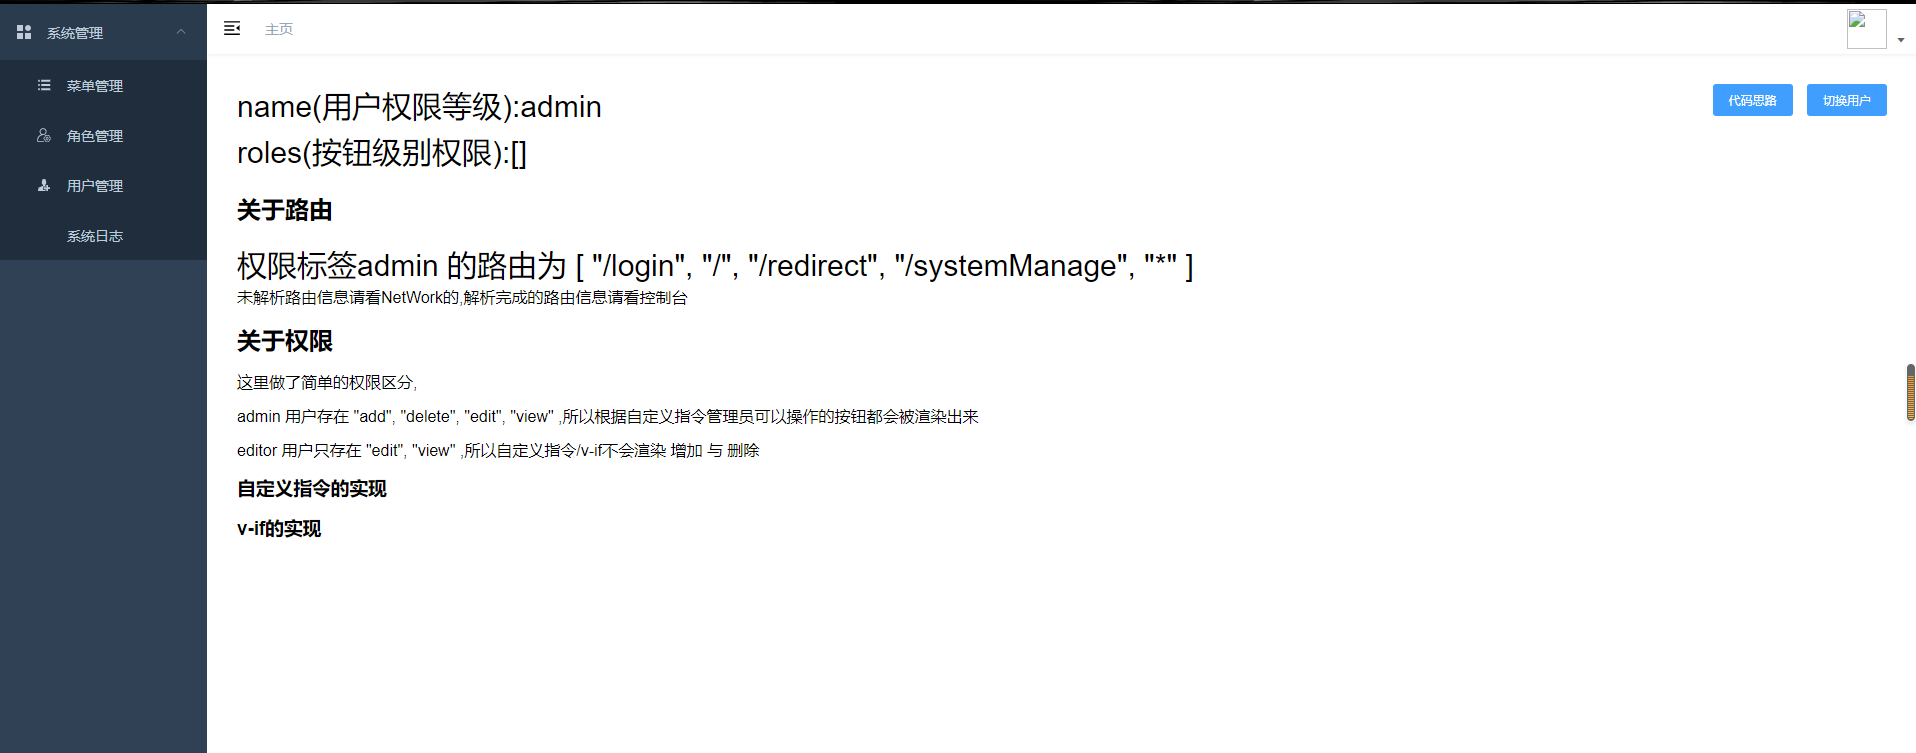 系统管理
菜单管理
角色管理
用户管理
系统日志
主页
代码思路
切换用户
name(用户权限等级):admin
roles(按钮级别权限):[]
关于路由
权限标签admin 的路由为 [ "/login", "/", "/redirect", "/systemManage", "*" ]
未解析路由信息请看NetWork的,解析完成的路由信息请看控制台
关于权限
这里做了简单的权限区分,
admin 用户存在 "add", "delete", "edit", "view" ,所以根据自定义指令管理员可以操作的按钮都会被渲染出来
editor 用户只存在 "edit", "view" ,所以自定义指令/v-if不会渲染 增加 与 删除
自定义指令的实现
v-if的实现